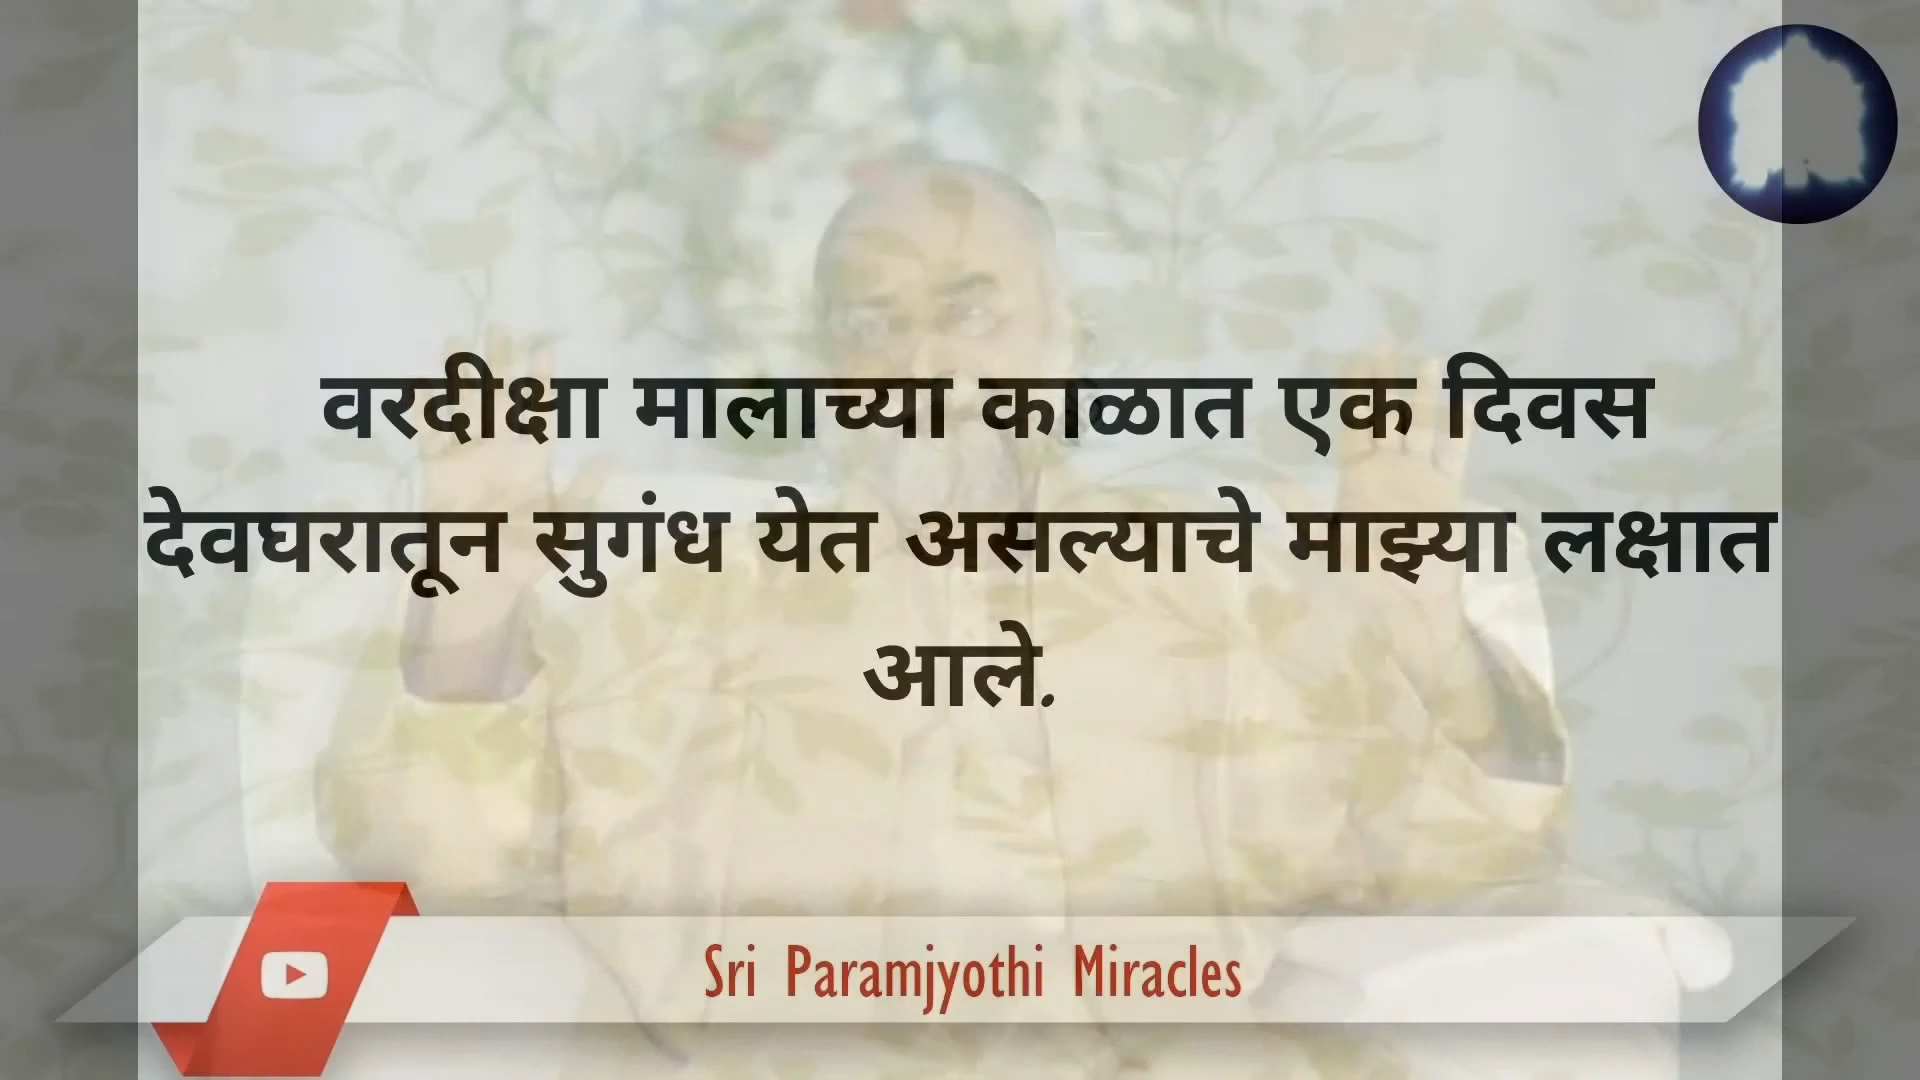 वरदीक्षा मालाच्या काळात एक दिवस
देवघरातून सुगंध येत असल्याचे माझ्या लक्षात
आले.
Sri Paramjyothi Miracles